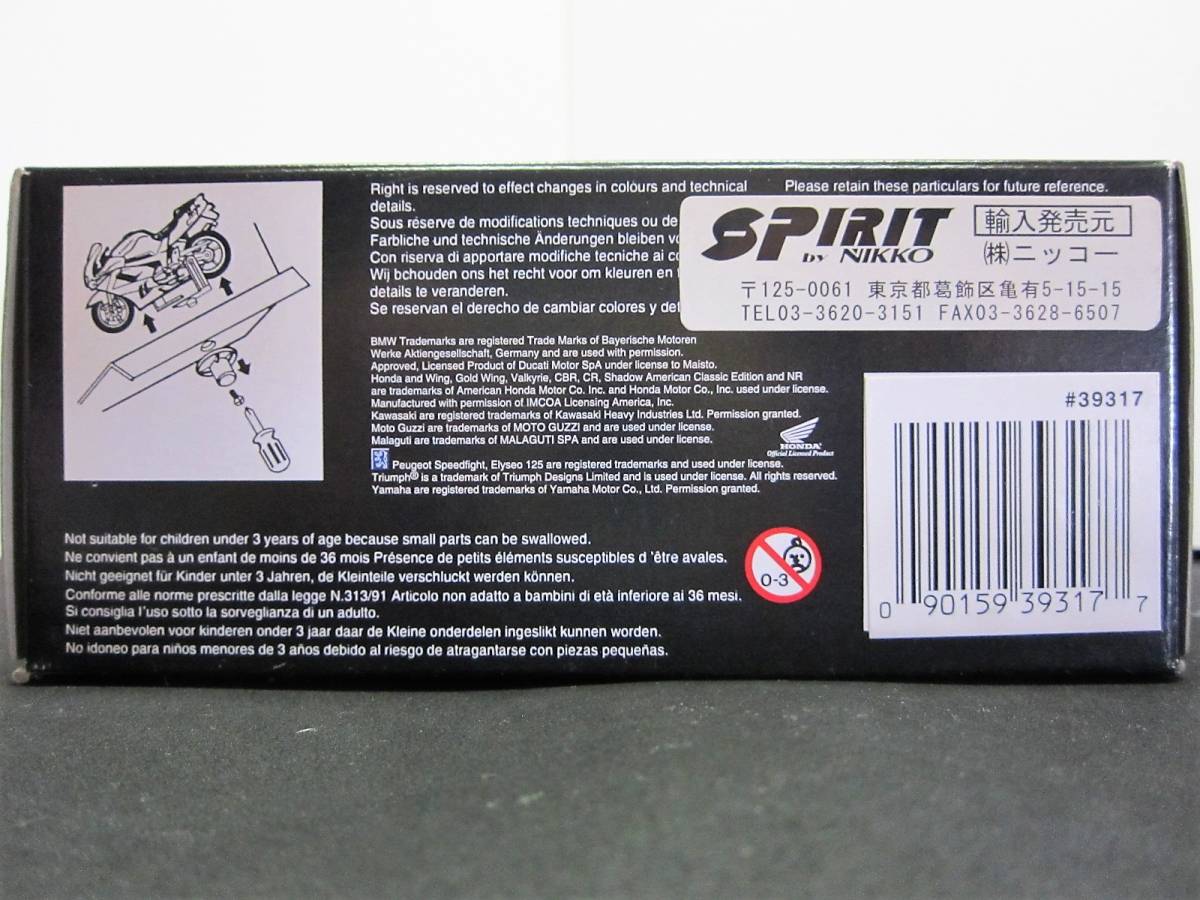 Right is reserved to effect changes in colours and technical
details.
Sous réserve de modifications techniques ou de
Farbliche und technische Änderungen bleiben
Con riserva di apportare modifiche tecniche ai
Wij bchouden ons het recht voor om kleuren en
details te veranderen.
Se reservan el derecho de cambiar colores y
Please retain these particulars for future reference.
SPIRIT
by NIKKO
輸入発売元
㈱ニッコー
〒125-0061 東京都葛飾区亀有5-15-15
TEL03-3620-3151 FAX03-3628-6507
BMW Trademarks are registered Trade Marks of Bayerische Motoren
Werke Aktiengesellschaft, Germany and are used with permission.
Approved, Licensed Product of Ducati Motor SpA under license to Maisto.
Honda and Wing, Gold Wing, Valkyrie, CBR, CR, Shadow American Classic Edition and NR
are trademarks of American Honda Motor Co. Inc. and Honda Motor Co., Inc. used under license.
Manufactured with permission of IMCOA Licensing America, Inc.
Kawasaki are registered trademarks of Kawasaki Heavy Industries Ltd. Permission granted.
Moto Guzzi are trademarks of MOTO GUZZI and are used under license.
Malaguti are trademarks of MALAGUTI SPA and are used under license.
Peugeot Speedfight, Elyseo 125 are registered trademarks and used under license.
Triumph® is a trademark of Triumph Designs Limited and is used under license. All rights reserved.
Yamaha are registered trademarks of Yamaha Motor Co., Ltd. Permission granted.
HONDA
Official Licensed Product
#39317
0 90159 39317 7
Not suitable for children under 3 years of age because small parts can be swallowed.
Ne convient pas à un enfant de moins de 36 mois Présence de petits éléments susceptibles d 'être avales.
Nicht geeignet für Kinder unter 3 Jahren, de Kleinteile verschluckt werden können.
Conforme alle norme prescritte dalla legge N.313/91 Articolo non adatto a bambini di età inferiore ai 36 mesi.
Si consiglia l'uso sotto la sorveglianza di un adulto.
Niet aanbevolen voor kinderen onder 3 jaar daar de Kleine onderdelen ingeslikt kunnen worden.
No idoneo para niños menores de 3 años debido al riesgo de atragantarse con piezas pequeñas.
0-3